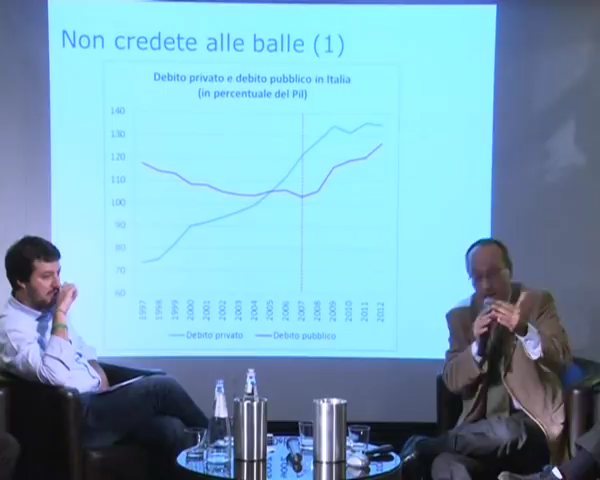 Non credete alle balle (1)
Debito privato e debito pubblico in Italia
(in percentuale del Pil)
140
130
120
110
100
90
80
70
60
1997 1998 1999 2000 2001 2002 2003 2004 2005 2006 2007 2008 2009 2010 2011 2012
Debito privato Debito pubblico